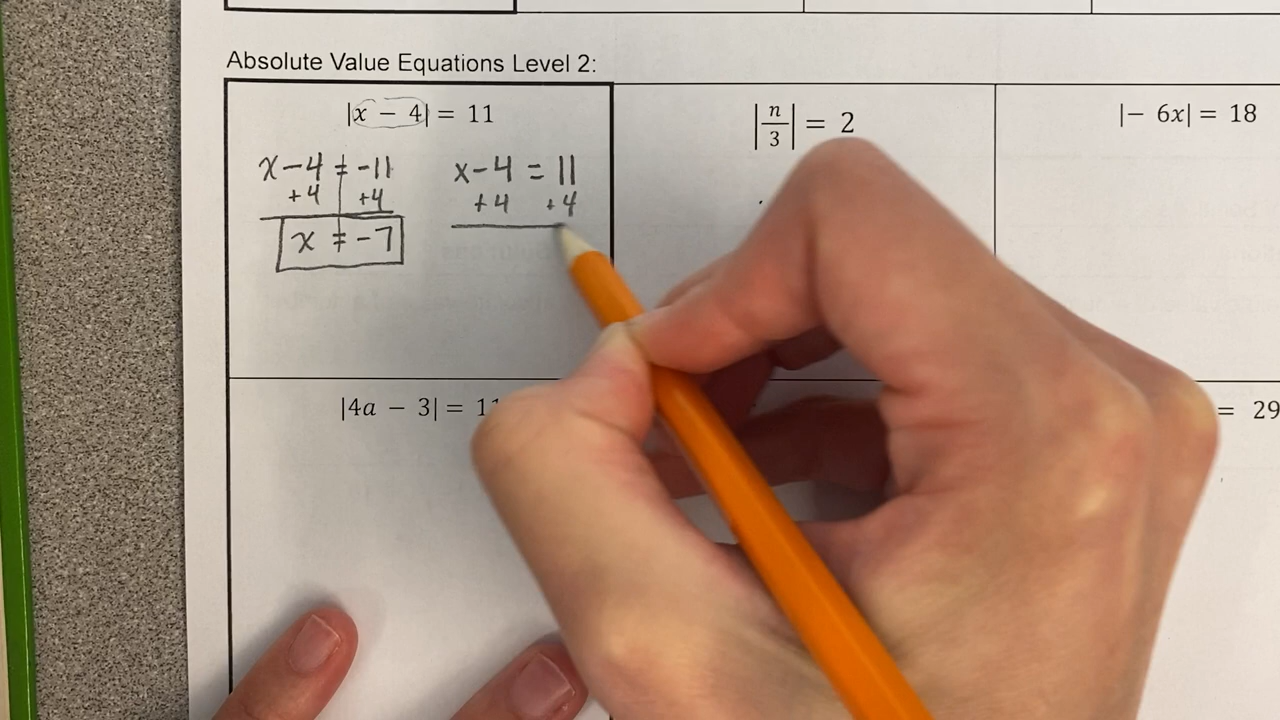 Absolute Value Equations Level 2:
|x − 4| = 11
x-4 = -11
+4 +4
x = -7
x-4 = 11
+4 +4
|n/3| = 2
|− 6x| = 18
|4a − 3| = 11
= 29